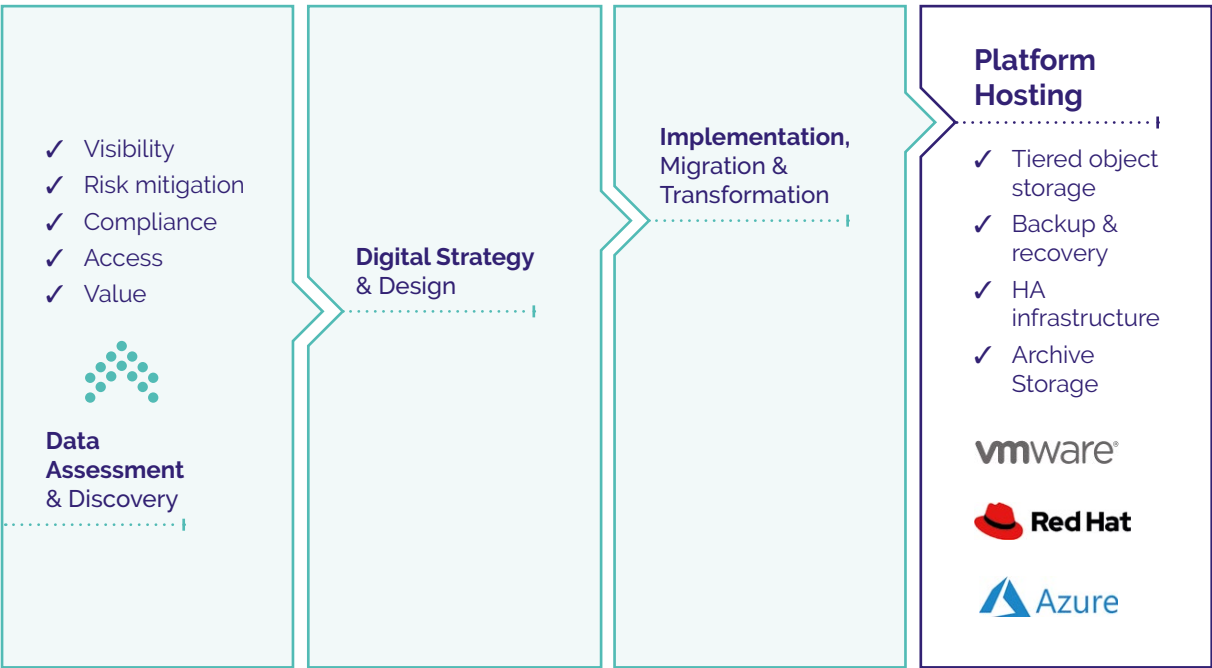 ✓ Visibility
✓ Risk mitigation
✓ Compliance
✓ Access
✓ Value
Data
Assessment
& Discovery
Digital Strategy
& Design
Implementation,
Migration &
Transformation
Platform
Hosting
✓ Tiered object
storage
✓ Backup &
recovery
✓ HA
infrastructure
✓ Archive
Storage
vmware®
Red Hat
Azure